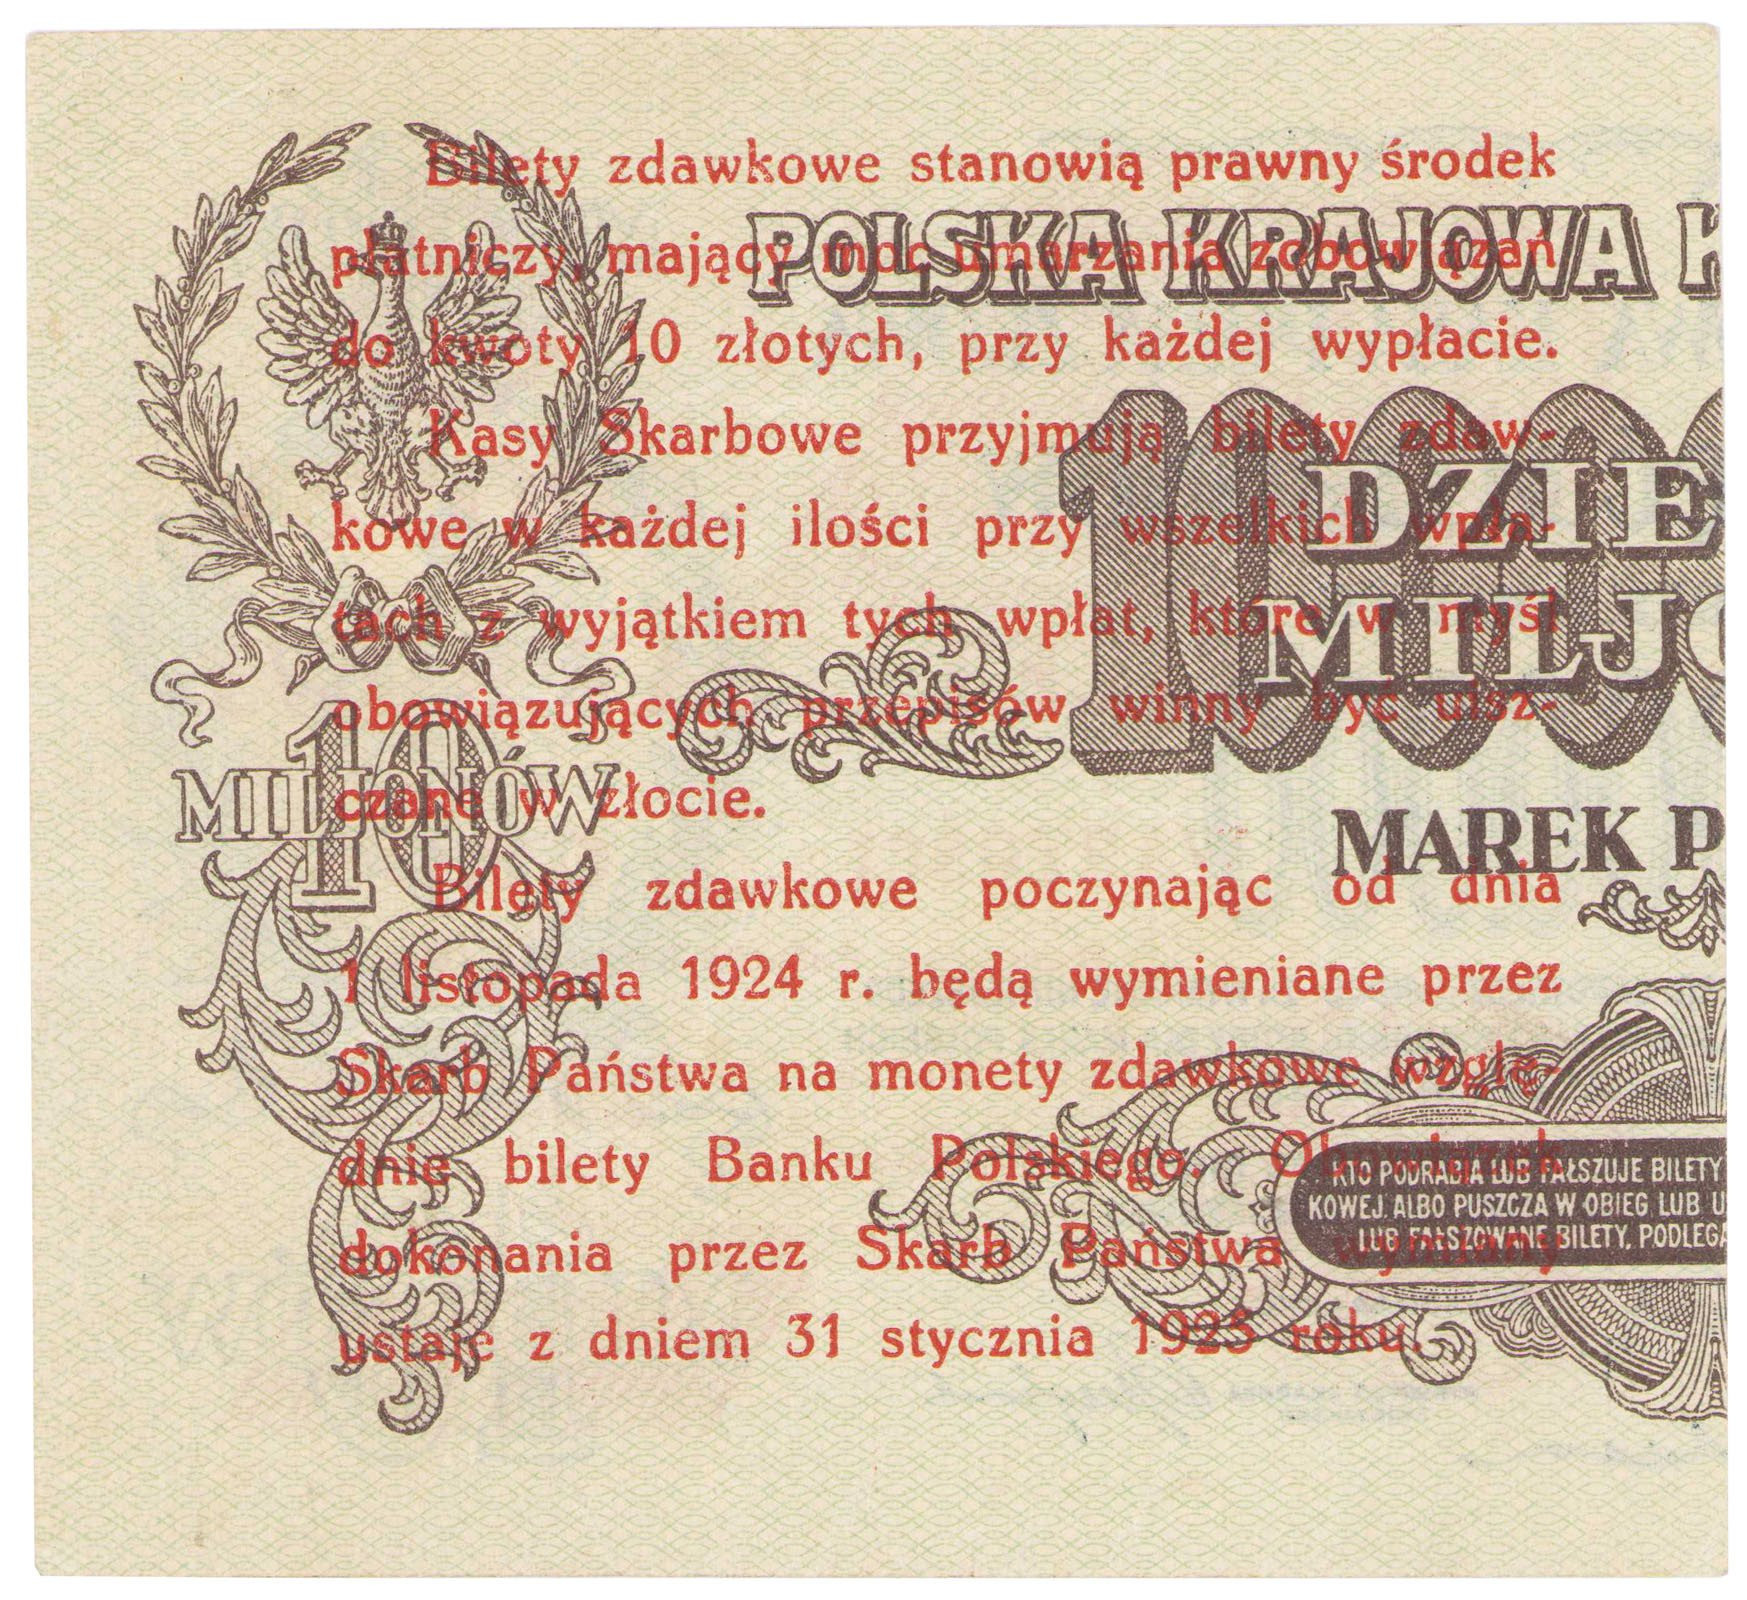 Bilety zdawkowe stanowią prawny środek
płatniczy, mający moc umarzania zobowiązań
do kwoty 10 złotych, przy każdej wypłacie.
Kasy Skarbowe przyjmują bilety zdaw-
kowe w każdej ilości przy wszelkich wpła-
tach z wyjątkiem tych wpłat, które w myśl
obowiązujących przepisów winny być uisz-
czane w złocie.
Bilety zdawkowe poczynając od dnia
1 listopada 1924 r. będą wymieniane przez
Skarb Państwa na monety zdawkowe wzglę-
dnie bilety Banku Polskiego. Obowiązek
dokonania przez Skarb Państwa wymiany
ustaje z dniem 31 stycznia 1925 roku.
POLSKA KRAJOWA K
1000
DZIE
MILJO
MAREK P
10
MILJONÓW
KTO PODRABIA LUB FAŁSZUJE BILETY
KOWEJ, ALBO PUSZCZA W OBIEG LUB U
LUB FAŁSZOWANE BILETY, PODLEGA